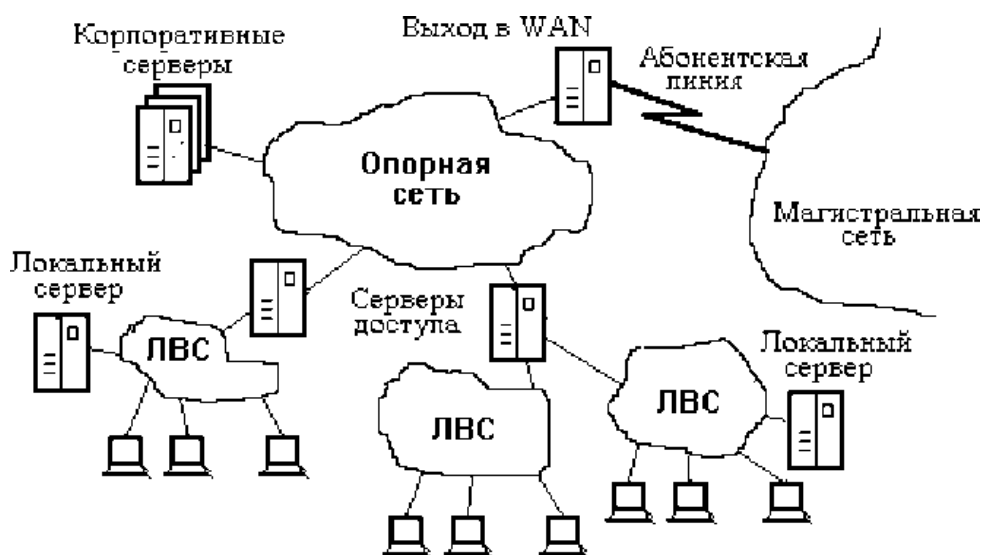 Корпоративные
серверы
Выход в WAN
Абонентская
линия
Опорная
сеть
Магистральная
сеть
Локальный
сервер
Серверы
доступа
Локальный
сервер
ЛВС
ЛВС
ЛВС